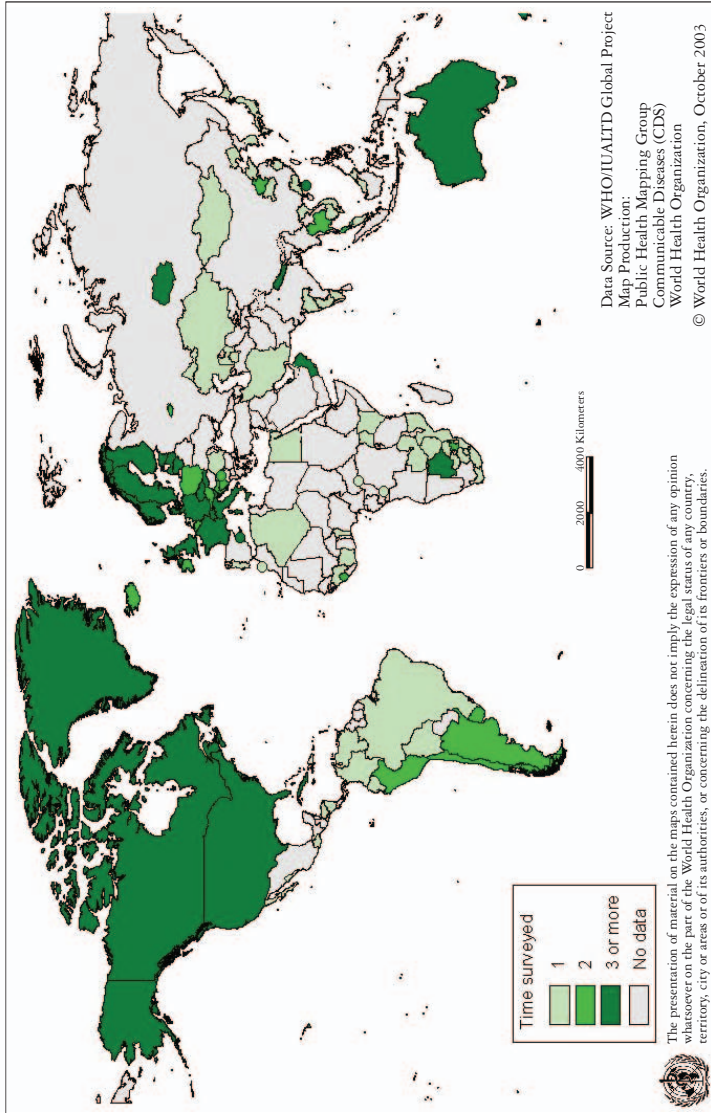 Time surveyed
1
2
3 or more
No data
0 2000 4000 Kilometers
Data Source: WHO/IUALTD Global Project
Map Production:
Public Health Mapping Group
Communicable Diseases (CDS)
World Health Organization
© World Health Organization, October 2003
The presentation of material on the maps contained herein does not imply the expression of any opinion
whatsoever on the part of the World Health Organization concerning the legal status of any country,
territory, city or areas or of its authorities, or concerning the delineation of its frontiers or boundaries.